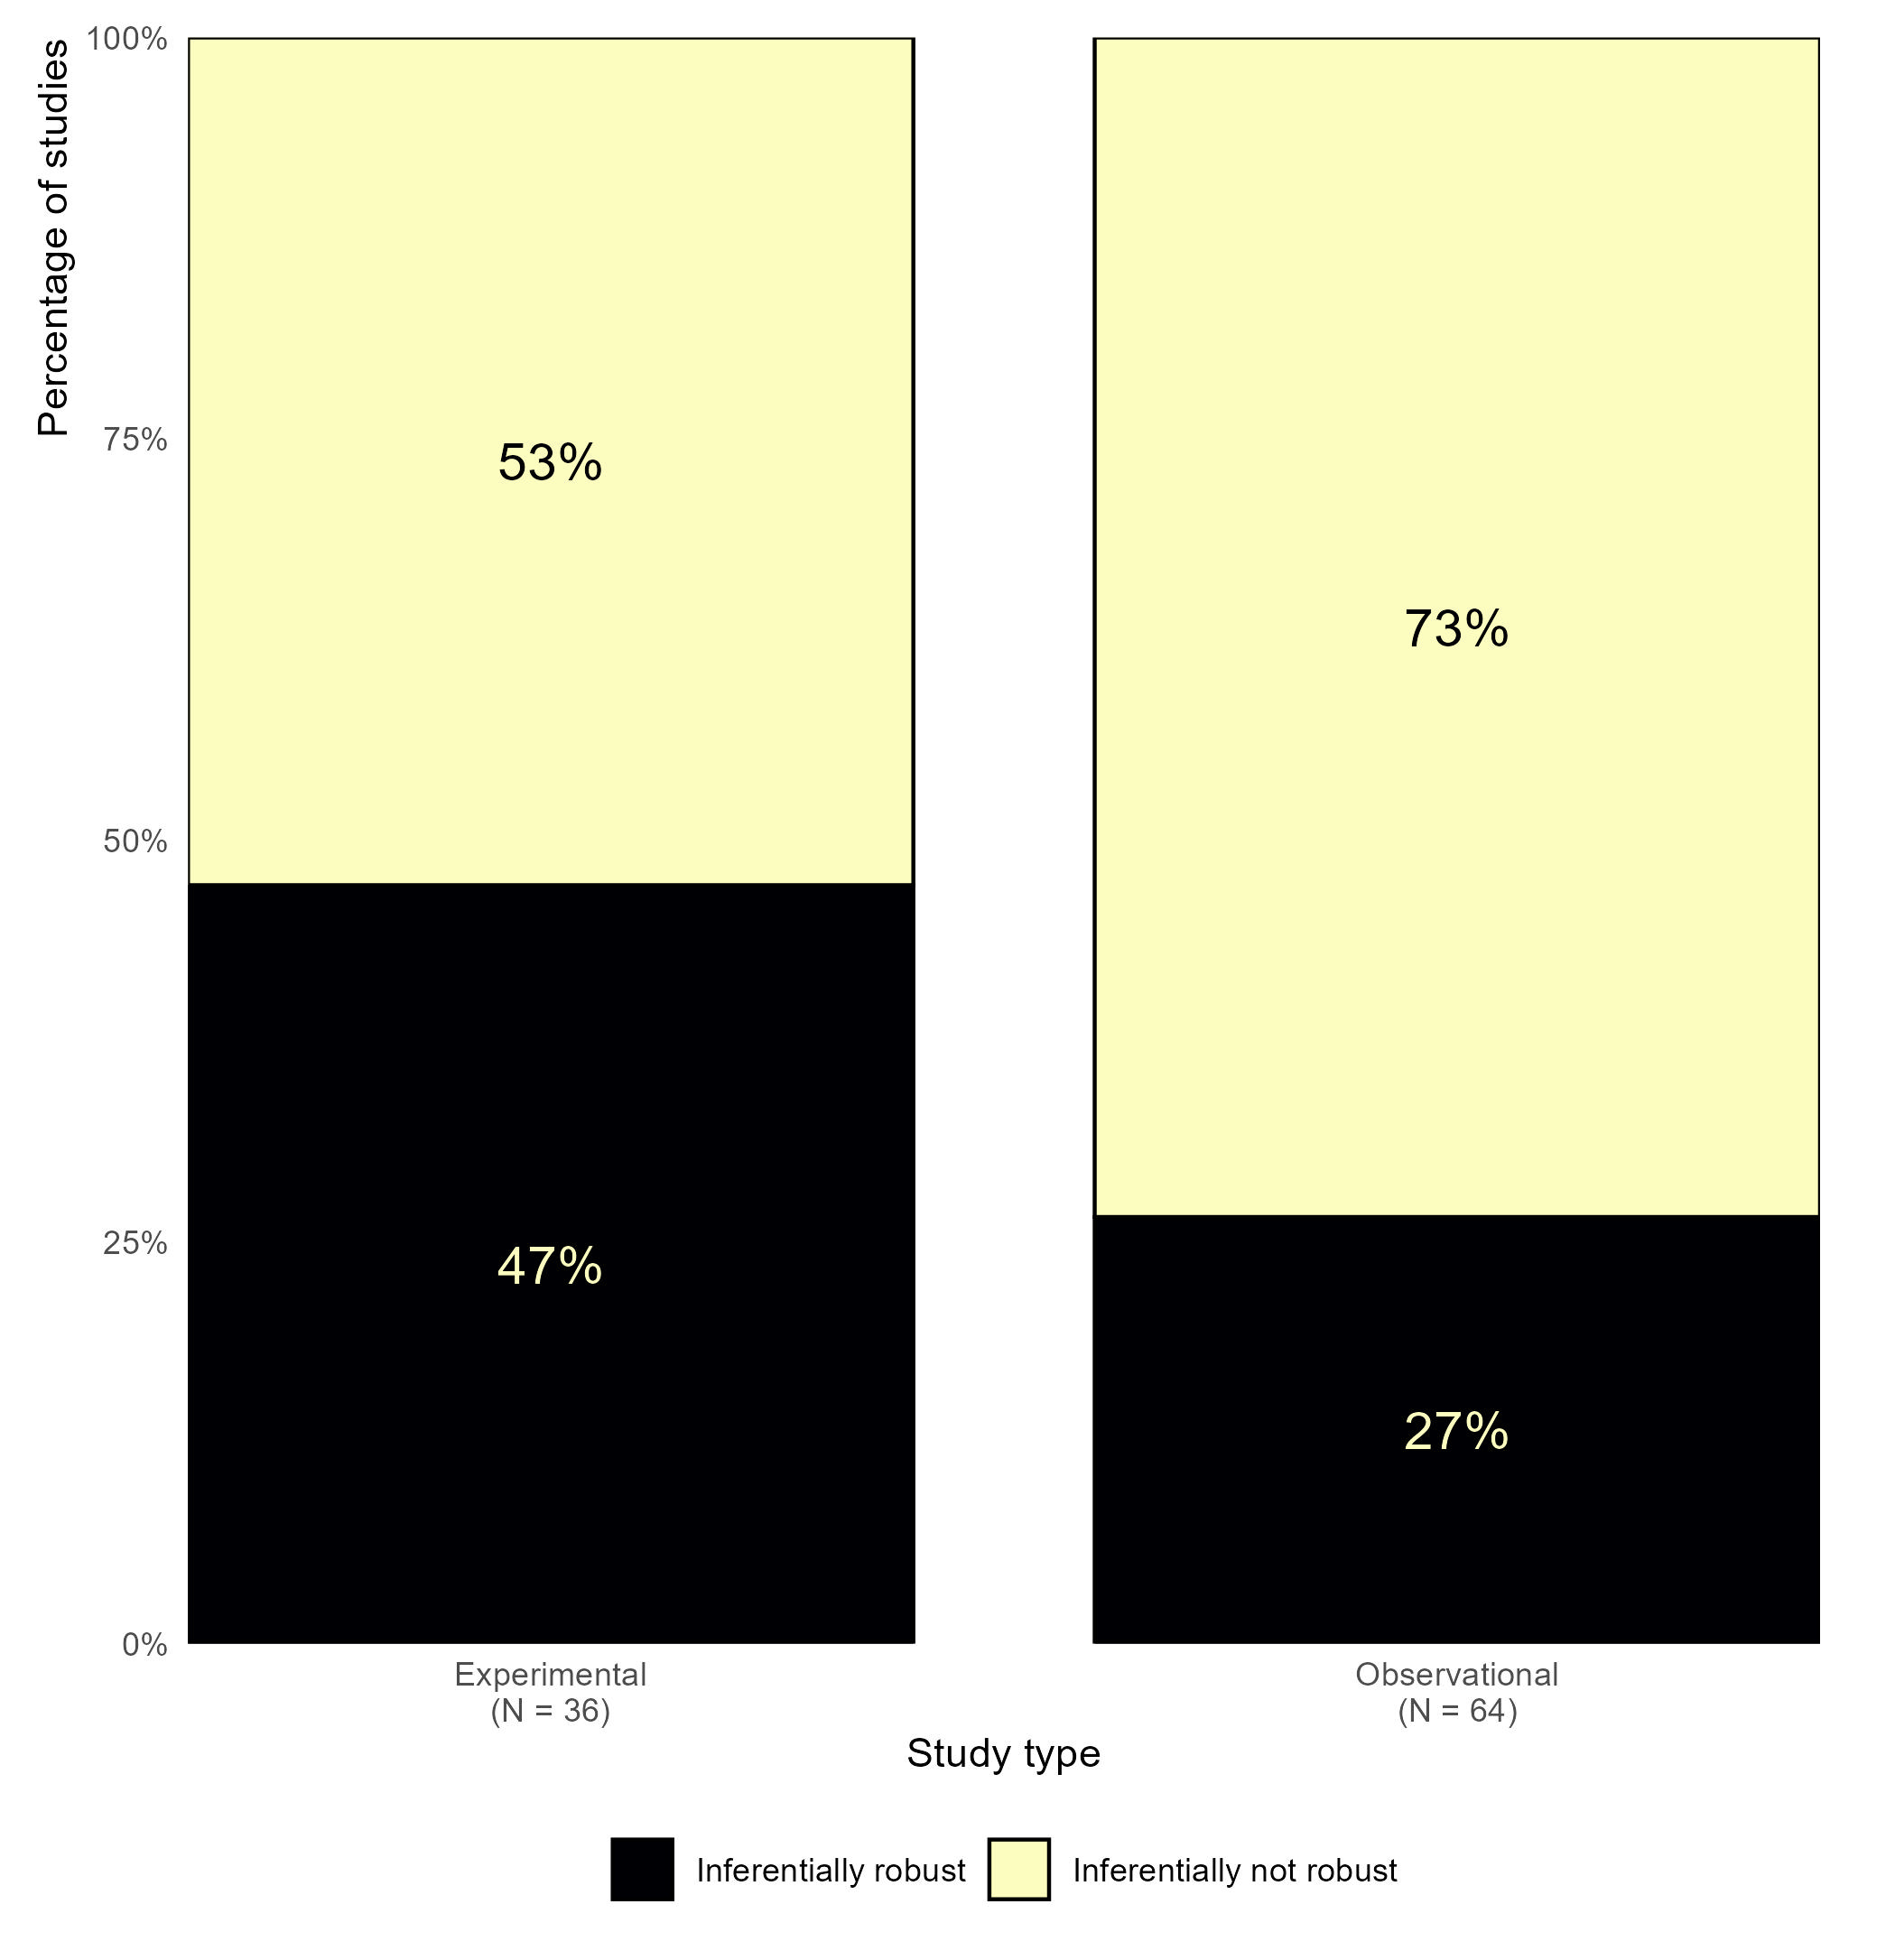 Percentage of studies
100%
75%
50%
25%
0%
53%
47%
73%
27%
Experimental
(N = 36)
Observational
(N = 64)
Study type
Inferentially robust
Inferentially not robust